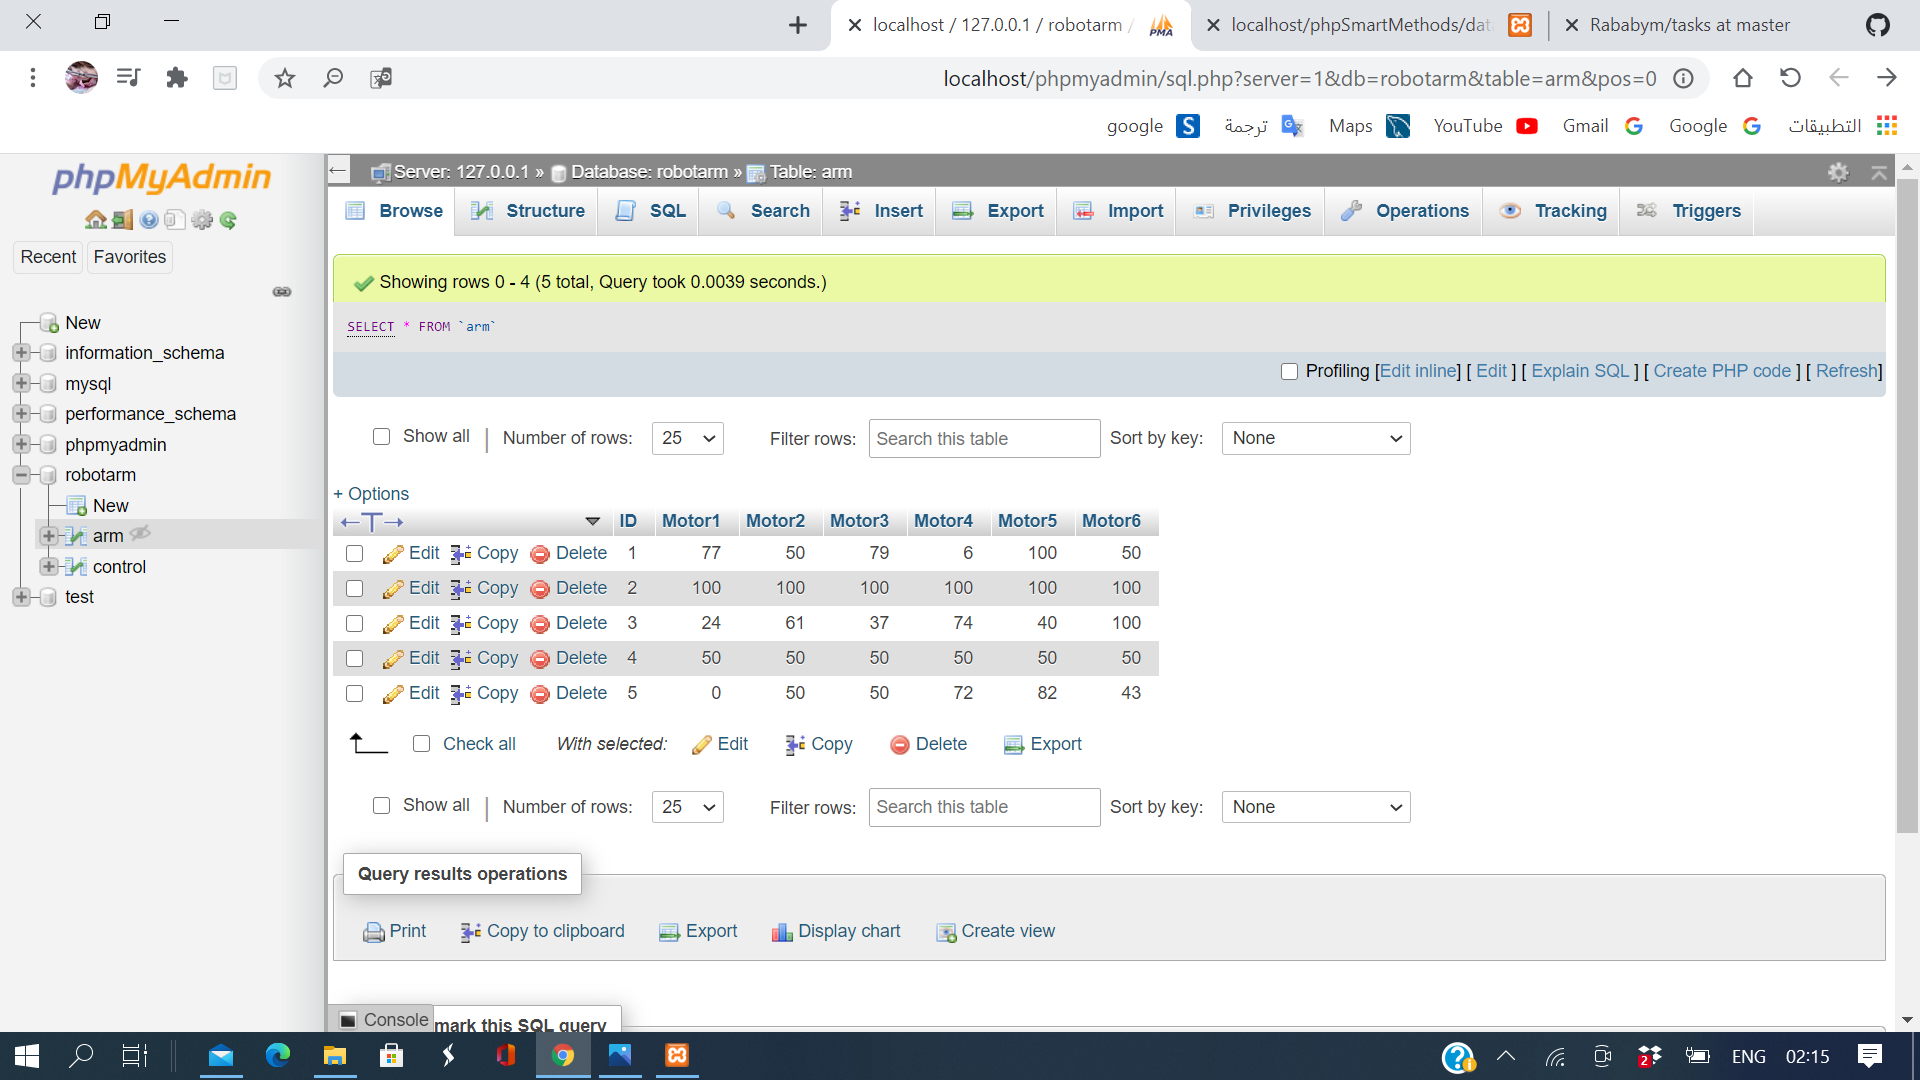 localhost / 127.0.0.1 / robotarm /
localhost/phpSmartMethods/dat
Rababym/tasks at master
localhost/phpmyadmin/sql.php?server=1&db=robotarm&table=arm&pos=0
google
ترجمة
Maps
YouTube
Gmail
Google
التطبيقات
phpMyAdmin
Recent
Favorites
New
information_schema
mysql
performance_schema
phpmyadmin
robotarm
New
arm
control
test
Server: 127.0.0.1 » Database: robotarm » Table: arm
Browse Structure SQL Search Insert Export Import Privileges Operations Tracking Triggers
Showing rows 0 - 4 (5 total, Query took 0.0039 seconds.)
SELECT * FROM `arm`
Profiling [Edit inline] [ Edit ] [ Explain SQL ] [ Create PHP code ] [ Refresh]
Show all | Number of rows: 25 Filter rows: Search this table Sort by key: None
+ Options
←T→ ID Motor1 Motor2 Motor3 Motor4 Motor5 Motor6
Edit Copy Delete 1 77 50 79 6 100 50
Edit Copy Delete 2 100 100 100 100 100 100
Edit Copy Delete 3 24 61 37 74 40 100
Edit Copy Delete 4 50 50 50 50 50 50
Edit Copy Delete 5 0 50 50 72 82 43
Check all With selected: Edit Copy Delete Export
Show all | Number of rows: 25 Filter rows: Search this table Sort by key: None
Query results operations
Print Copy to clipboard Export Display chart Create view
Console
mark this SQL query
ENG 02:15